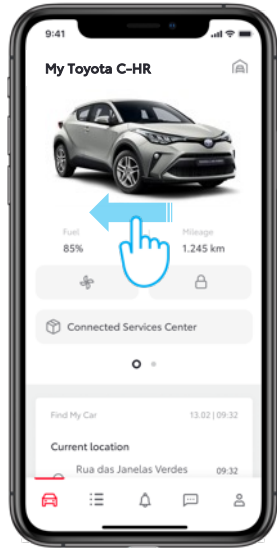 9:41
My Toyota C-HR
Fuel Mileage
85% 1.245 km
Connected Services Center
Find My Car 13.02 | 09:32
Current location
Rua das Janelas Verdes 09:32